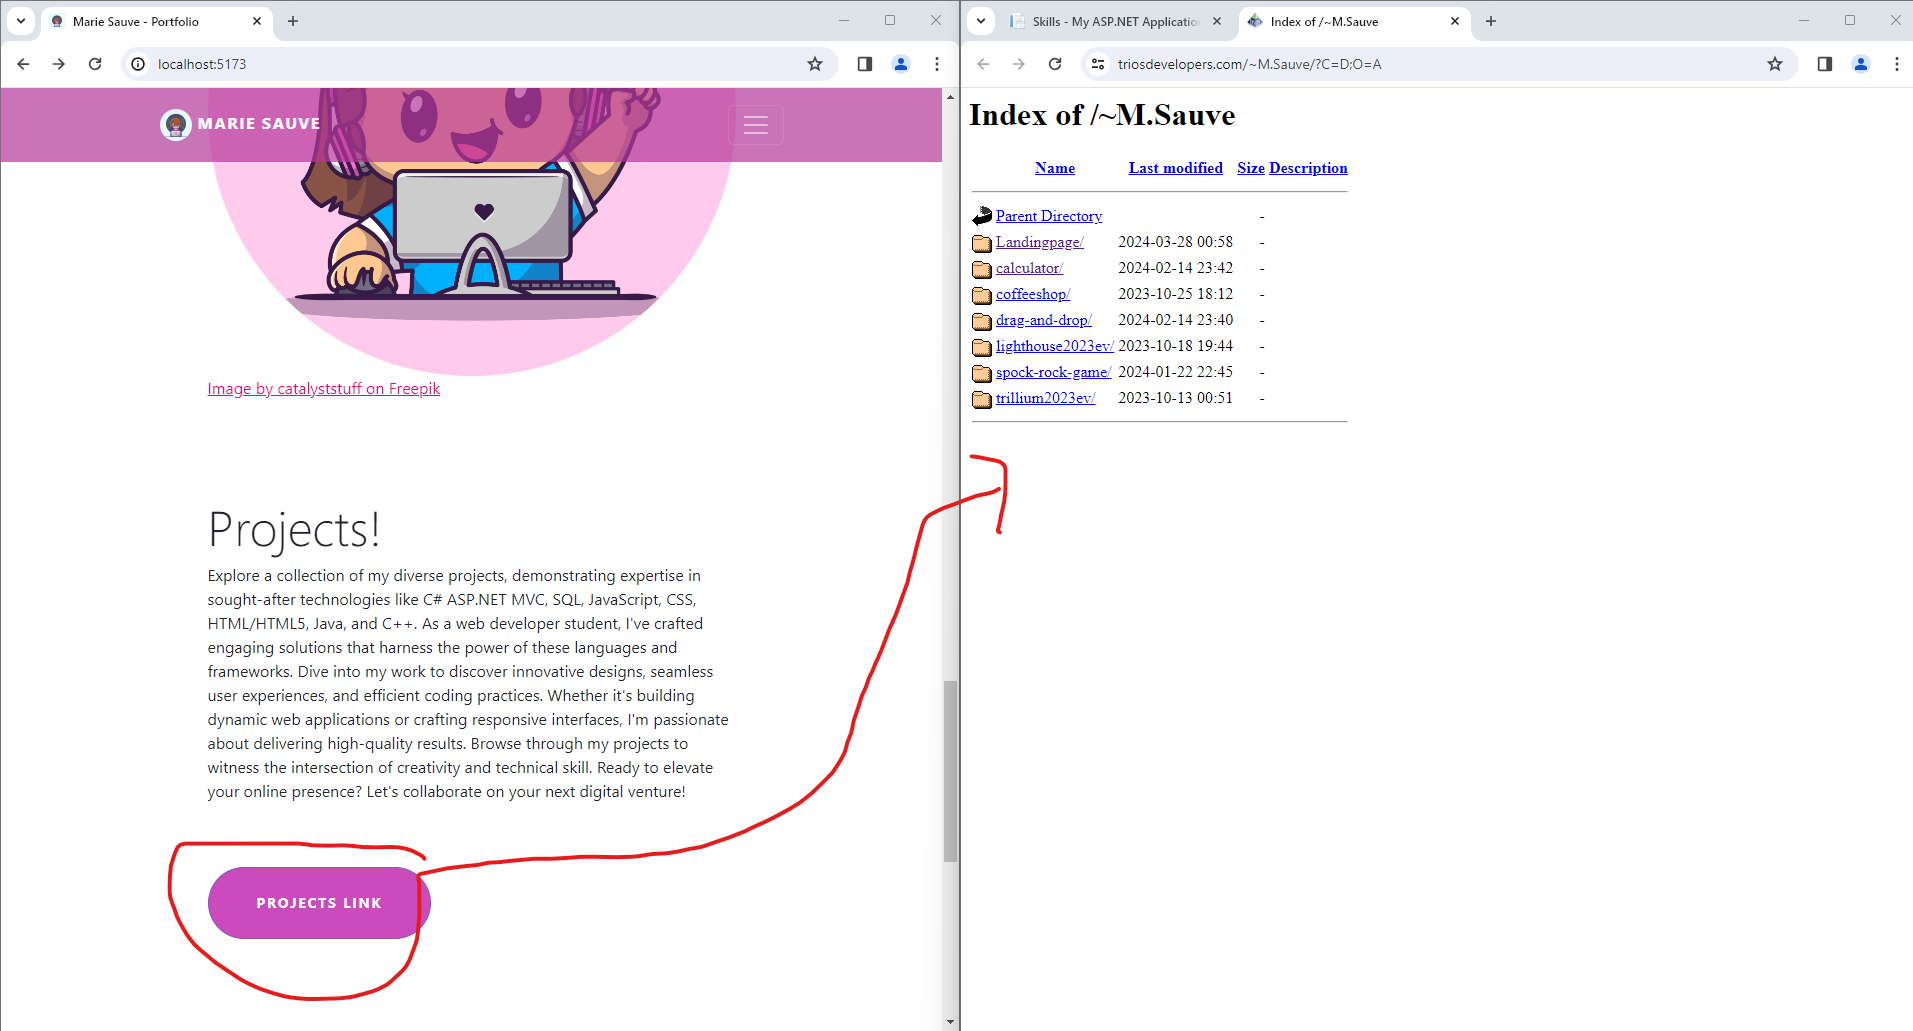 Marie Sauve - Portfolio
localhost:5173
MARIE SAUVE
Image by catalyststuff on Freepik
Projects!
Explore a collection of my diverse projects, demonstrating expertise in
sought-after technologies like C# ASP.NET MVC, SQL, JavaScript, CSS,
HTML/HTML5, Java, and C++. As a web developer student, I've crafted
engaging solutions that harness the power of these languages and
frameworks. Dive into my work to discover innovative designs, seamless
user experiences, and efficient coding practices. Whether it's building
dynamic web applications or crafting responsive interfaces, I'm passionate
about delivering high-quality results. Browse through my projects to
witness the intersection of creativity and technical skill. Ready to elevate
your online presence? Let's collaborate on your next digital venture!
PROJECTS LINK
Skills - My ASP.NET Applicatio
Index of /~M.Sauve
triosdevelopers.com/~M.Sauve/?C=D;O=A
Index of /~M.Sauve
Name Last modified Size Description
Parent Directory -
Landingpage/ 2024-03-28 00:58 -
calculator/ 2024-02-14 23:42 -
coffeeshop/ 2023-10-25 18:12 -
drag-and-drop/ 2024-02-14 23:40 -
lighthouse2023ev/ 2023-10-18 19:44 -
spock-rock-game/ 2024-01-22 22:45 -
trillium2023ev/ 2023-10-13 00:51 -